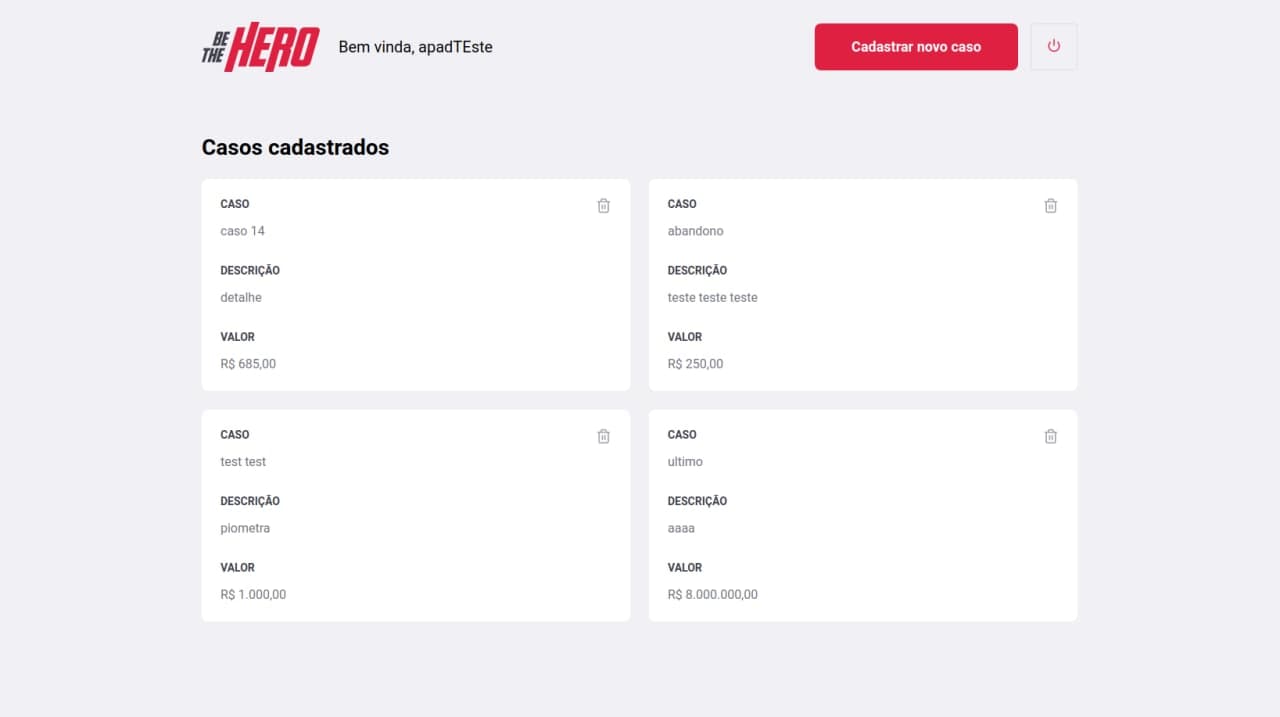 BE THE HERO
Bem vinda, apadTEste
Cadastrar novo caso
Casos cadastrados
CASO
caso 14
DESCRIÇÃO
detalhe
VALOR
R$ 685,00
CASO
abandono
DESCRIÇÃO
teste teste teste
VALOR
R$ 250,00
CASO
test test
DESCRIÇÃO
piometra
VALOR
R$ 1.000,00
CASO
ultimo
DESCRIÇÃO
aaaa
VALOR
R$ 8.000.000,00